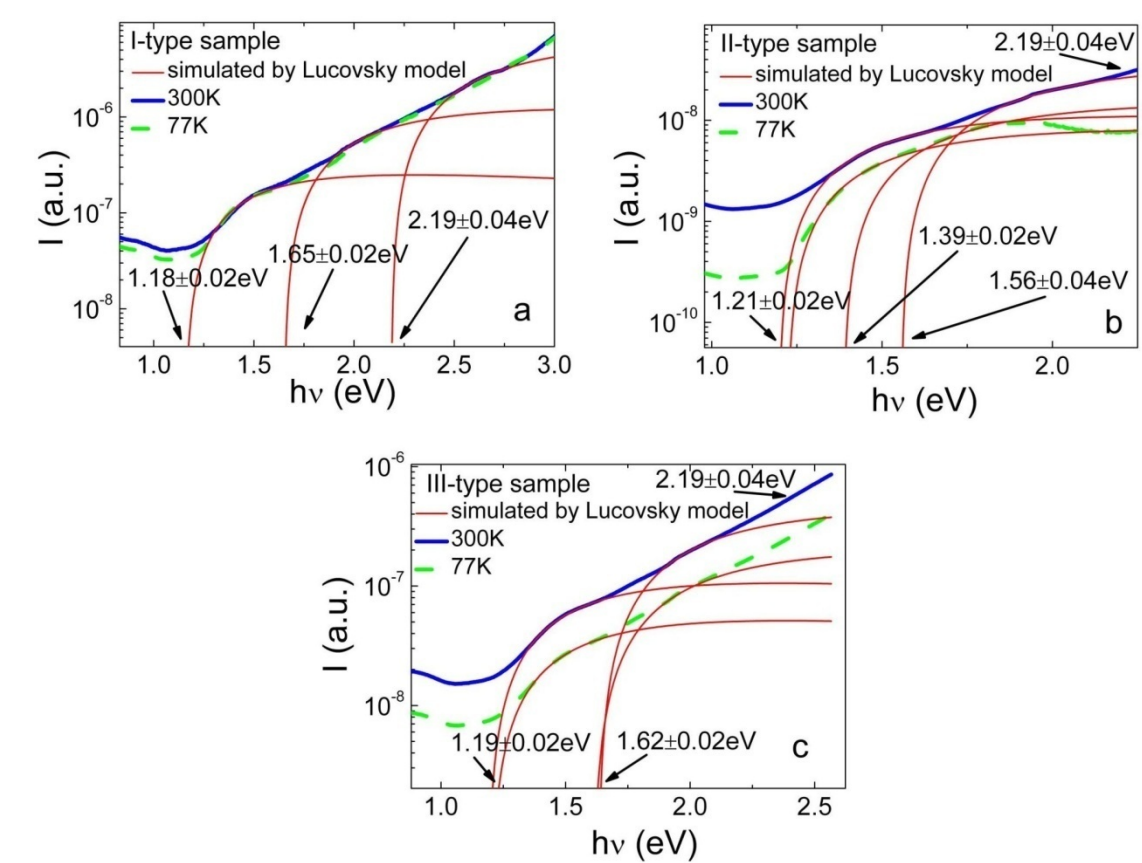 I-type sample
simulated by Lucovsky model
300K
77K
10⁻⁶
10⁻⁷
10⁻⁸
I (a.u.)
2.19±0.04eV
1.65±0.02eV
1.18±0.02eV
a
1.0 1.5 2.0 2.5 3.0
hν (eV)
II-type sample
2.19±0.04eV
simulated by Lucovsky model
300K
77K
10⁻⁸
10⁻⁹
10⁻¹⁰
I (a.u.)
1.39±0.02eV
1.56±0.04eV
1.21±0.02eV
b
1.0 1.5 2.0
hν (eV)
10⁻⁶
10⁻⁷
10⁻⁸
I (a.u.)
III-type sample
2.19±0.04eV
simulated by Lucovsky model
300K
77K
1.19±0.02eV
1.62±0.02eV
c
1.0 1.5 2.0 2.5
hν (eV)